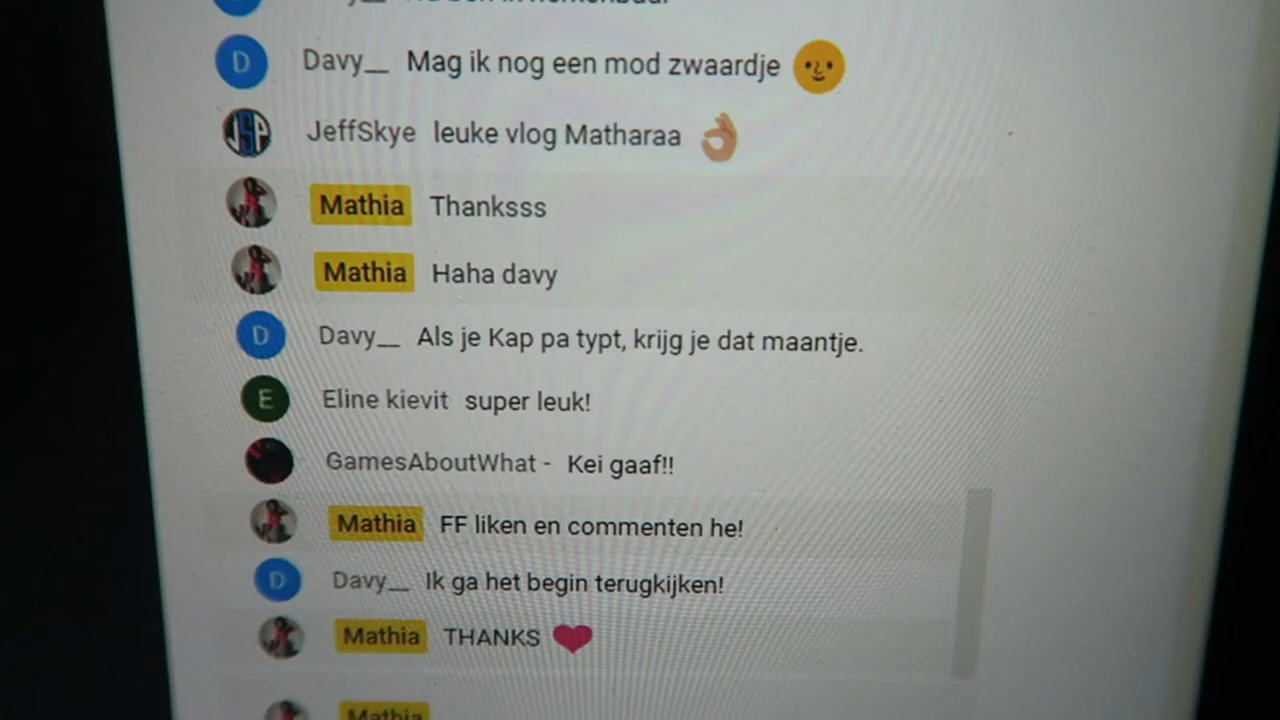 D Davy__ Mag ik nog een mod zwaardje
JSP JeffSkye leuke vlog Matharaa 👌
Mathia Thanksss
Mathia Haha davy
D Davy__ Als je Kap pa typt, krijg je dat maantje.
E Eline kievit super leuk!
GamesAboutWhat - Kei gaaf!!
Mathia FF liken en commenten he!
D Davy__ Ik ga het begin terugkijken!
Mathia THANKS ❤
Mathia